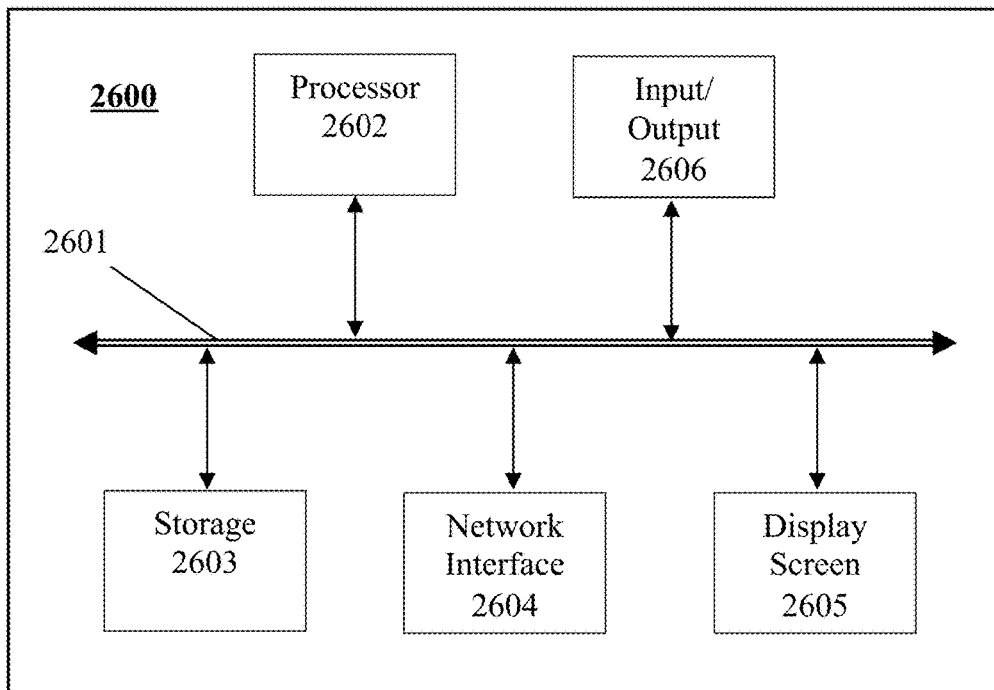 2600
Processor
2602
Input/
Output
2606
2601
Storage
2603
Network
Interface
2604
Display
Screen
2605